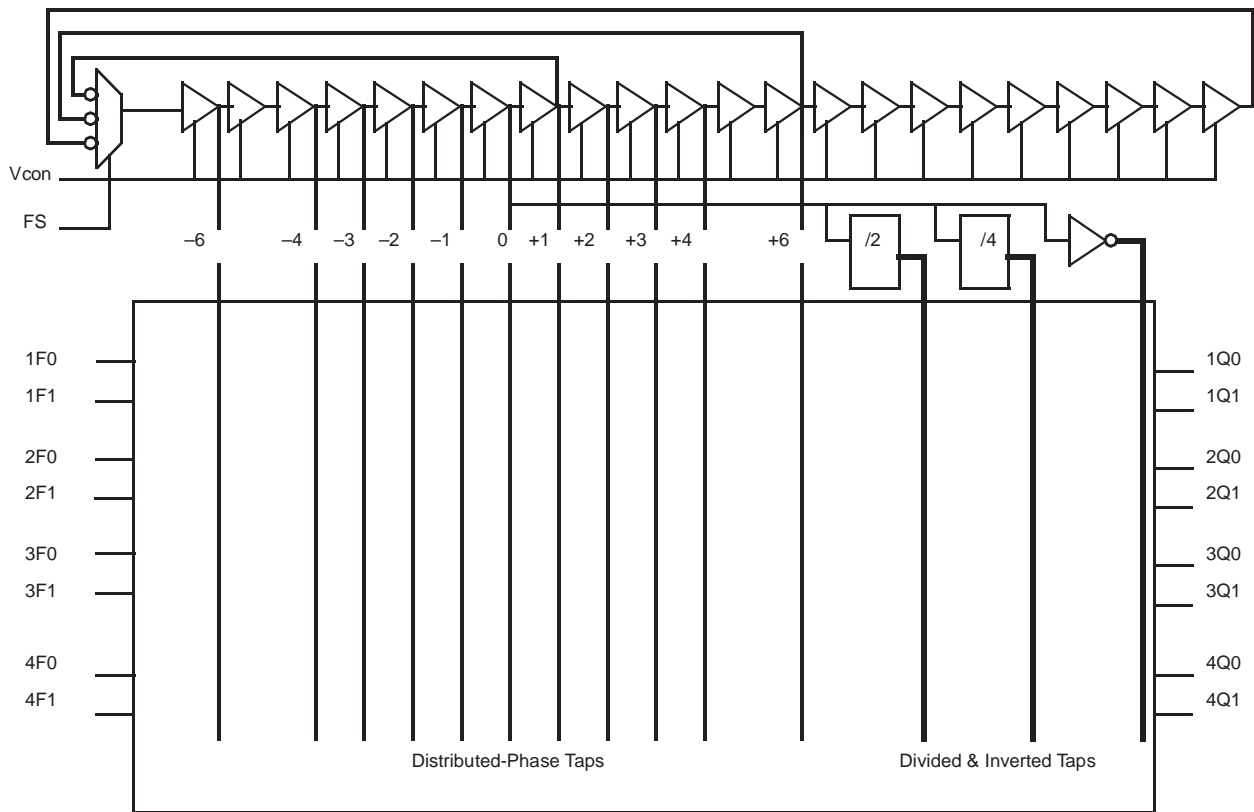 Vcon
FS
–6 –4 –3 –2 –1 0 +1 +2 +3 +4 +6 /2 /4
1F0 1Q0
1F1 1Q1
2F0 2Q0
2F1 2Q1
3F0 3Q0
3F1 3Q1
4F0 4Q0
4F1 4Q1
Distributed-Phase Taps Divided & Inverted Taps